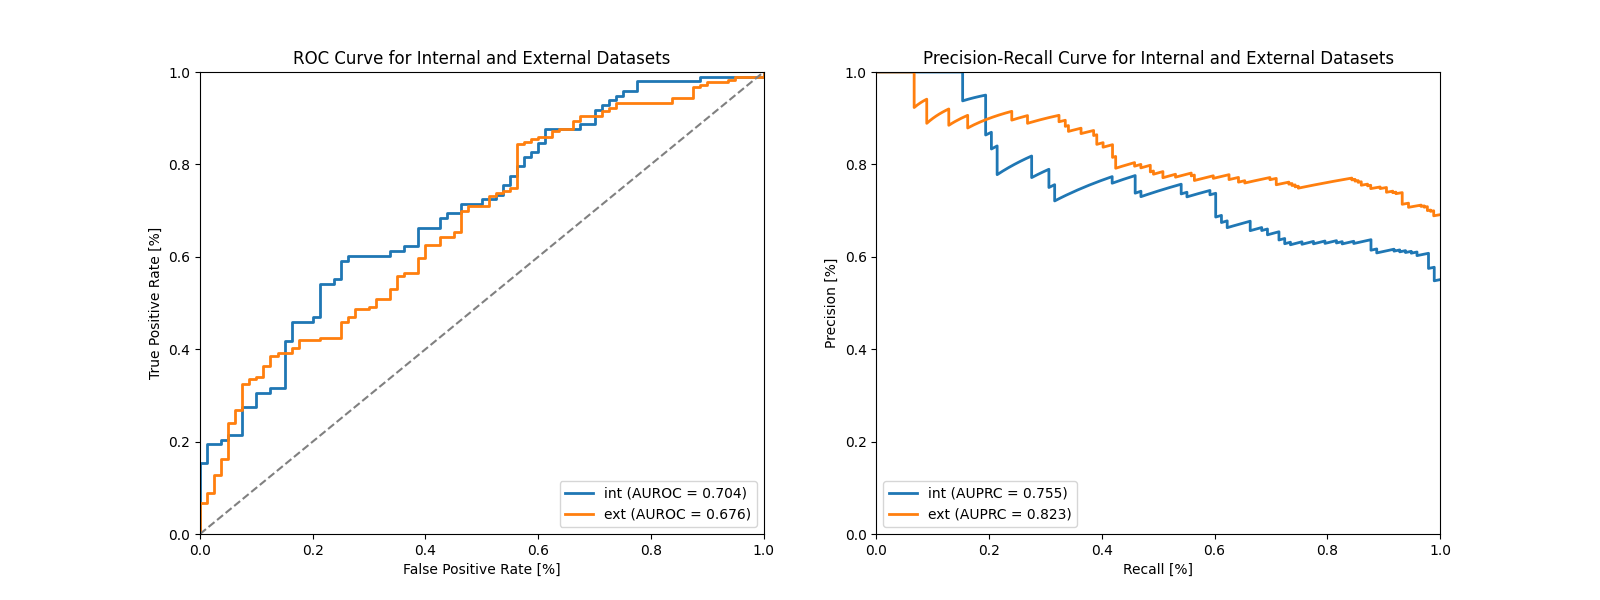 ROC Curve for Internal and External Datasets
1.0
0.8
0.6
0.4
0.2
0.0
True Positive Rate [%]
int (AUROC = 0.704)
ext (AUROC = 0.676)
0.0 0.2 0.4 0.6 0.8 1.0
False Positive Rate [%]
Precision-Recall Curve for Internal and External Datasets
1.0
0.8
0.6
0.4
0.2
0.0
Precision [%]
int (AUPRC = 0.755)
ext (AUPRC = 0.823)
0.0 0.2 0.4 0.6 0.8 1.0
Recall [%]